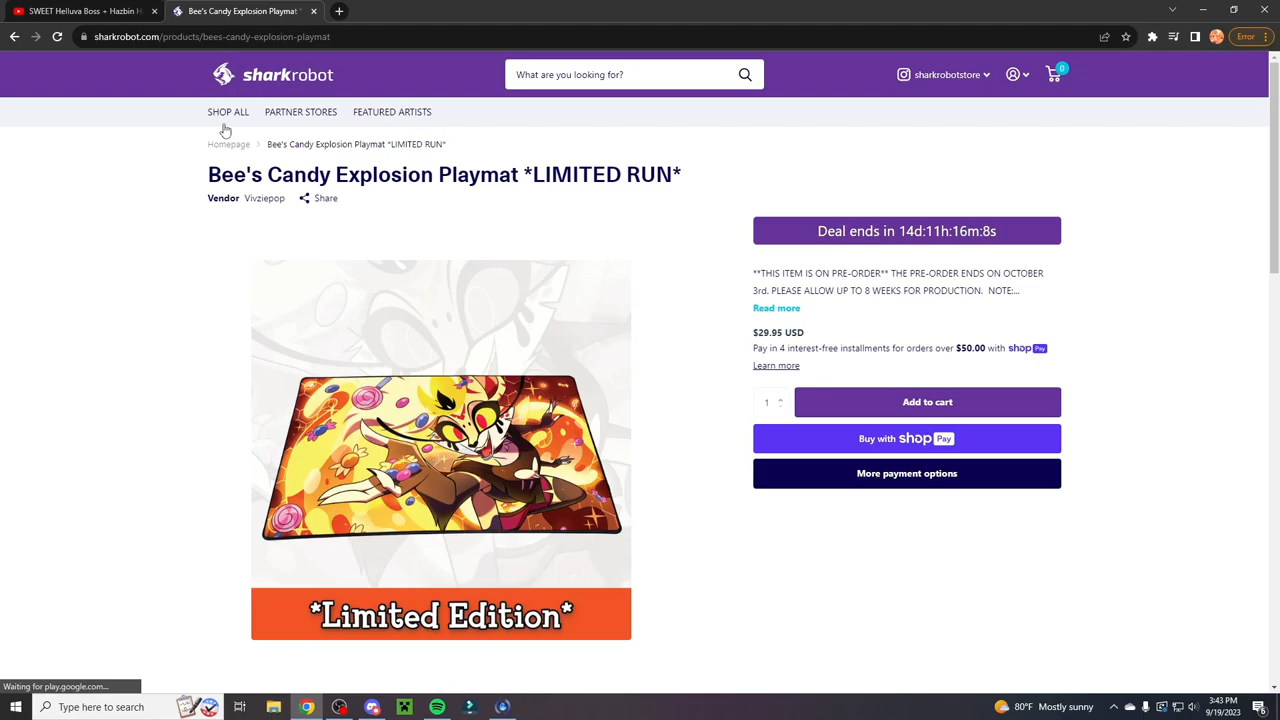 SWEET Helluva Boss + Hazbin H
Bee's Candy Explosion Playmat *
sharkrobot.com/products/bees-candy-explosion-playmat
Error
sharkrobot
What are you looking for?
sharkrobotstore
0
SHOP ALL PARTNER STORES FEATURED ARTISTS
Homepage Bee's Candy Explosion Playmat *LIMITED RUN*
Bee's Candy Explosion Playmat *LIMITED RUN*
Vendor Vivziepop Share
Deal ends in 14d:11h:16m:8s
**THIS ITEM IS ON PRE-ORDER** THE PRE-ORDER ENDS ON OCTOBER
3rd. PLEASE ALLOW UP TO 8 WEEKS FOR PRODUCTION. NOTE:...
Read more
$29.95 USD
Pay in 4 interest-free installments for orders over $50.00 with shop Pay
Learn more
1 Add to cart
Buy with shop Pay
More payment options
*Limited Edition*
Waiting for play.google.com...
Type here to search
80°F Mostly sunny
3:43 PM
9/19/2023
6